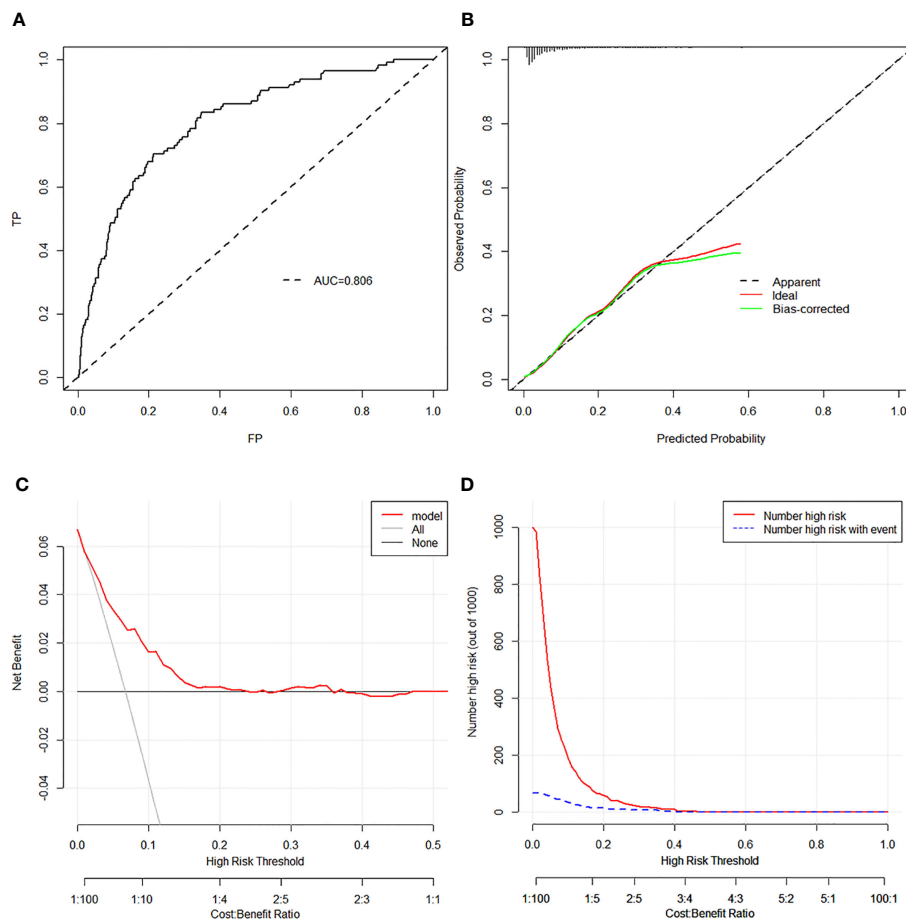 A
TP
1.0
0.8
0.6
0.4
0.2
0.0
AUC=0.806
0.0 0.2 0.4 0.6 0.8 1.0
FP
B
Observed Probability
1.0
0.8
0.6
0.4
0.2
0.0
Apparent
Ideal
Bias-corrected
0.0 0.2 0.4 0.6 0.8 1.0
Predicted Probability
C
model
All
None
Net Benefit
0.06
0.04
0.02
0.00
-0.02
-0.04
0.0 0.1 0.2 0.3 0.4 0.5
High Risk Threshold
1:100 1:10 1:4 2:5 2:3 1:1
Cost:Benefit Ratio
D
Number high risk
Number high risk with event
Number high risk (out of 1000)
1000
800
600
400
200
0
0.0 0.2 0.4 0.6 0.8 1.0
High Risk Threshold
1:100 1:5 2:5 3:4 4:3 5:2 5:1 100:1
Cost:Benefit Ratio